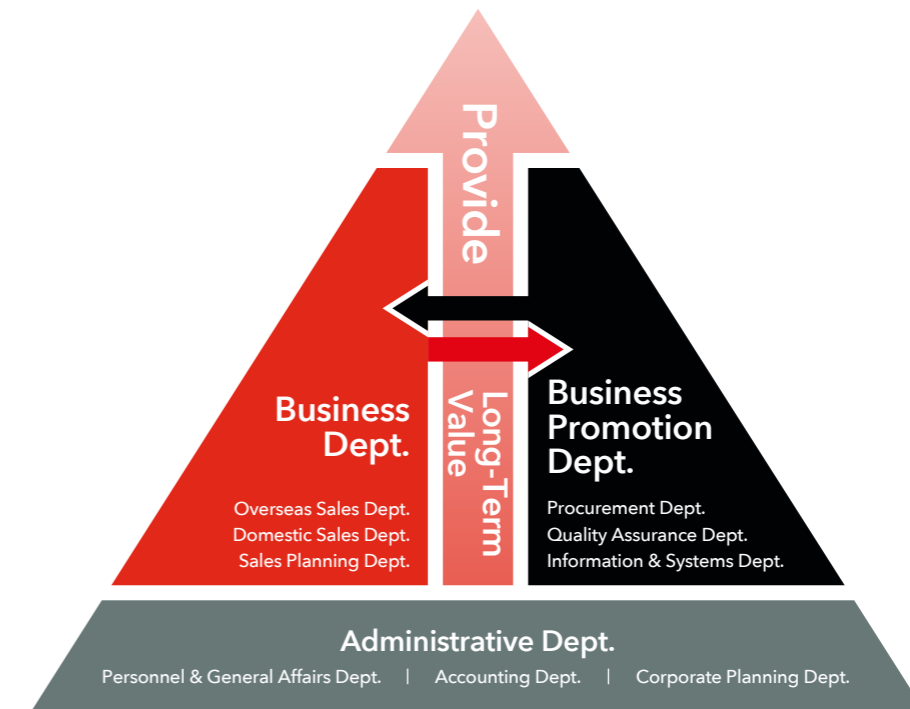 Provide
Long-Term
Value
Business
Dept.
Overseas Sales Dept.
Domestic Sales Dept.
Sales Planning Dept.
Business
Promotion
Dept.
Procurement Dept.
Quality Assurance Dept.
Information & Systems Dept.
Administrative Dept.
Personnel & General Affairs Dept. | Accounting Dept. | Corporate Planning Dept.